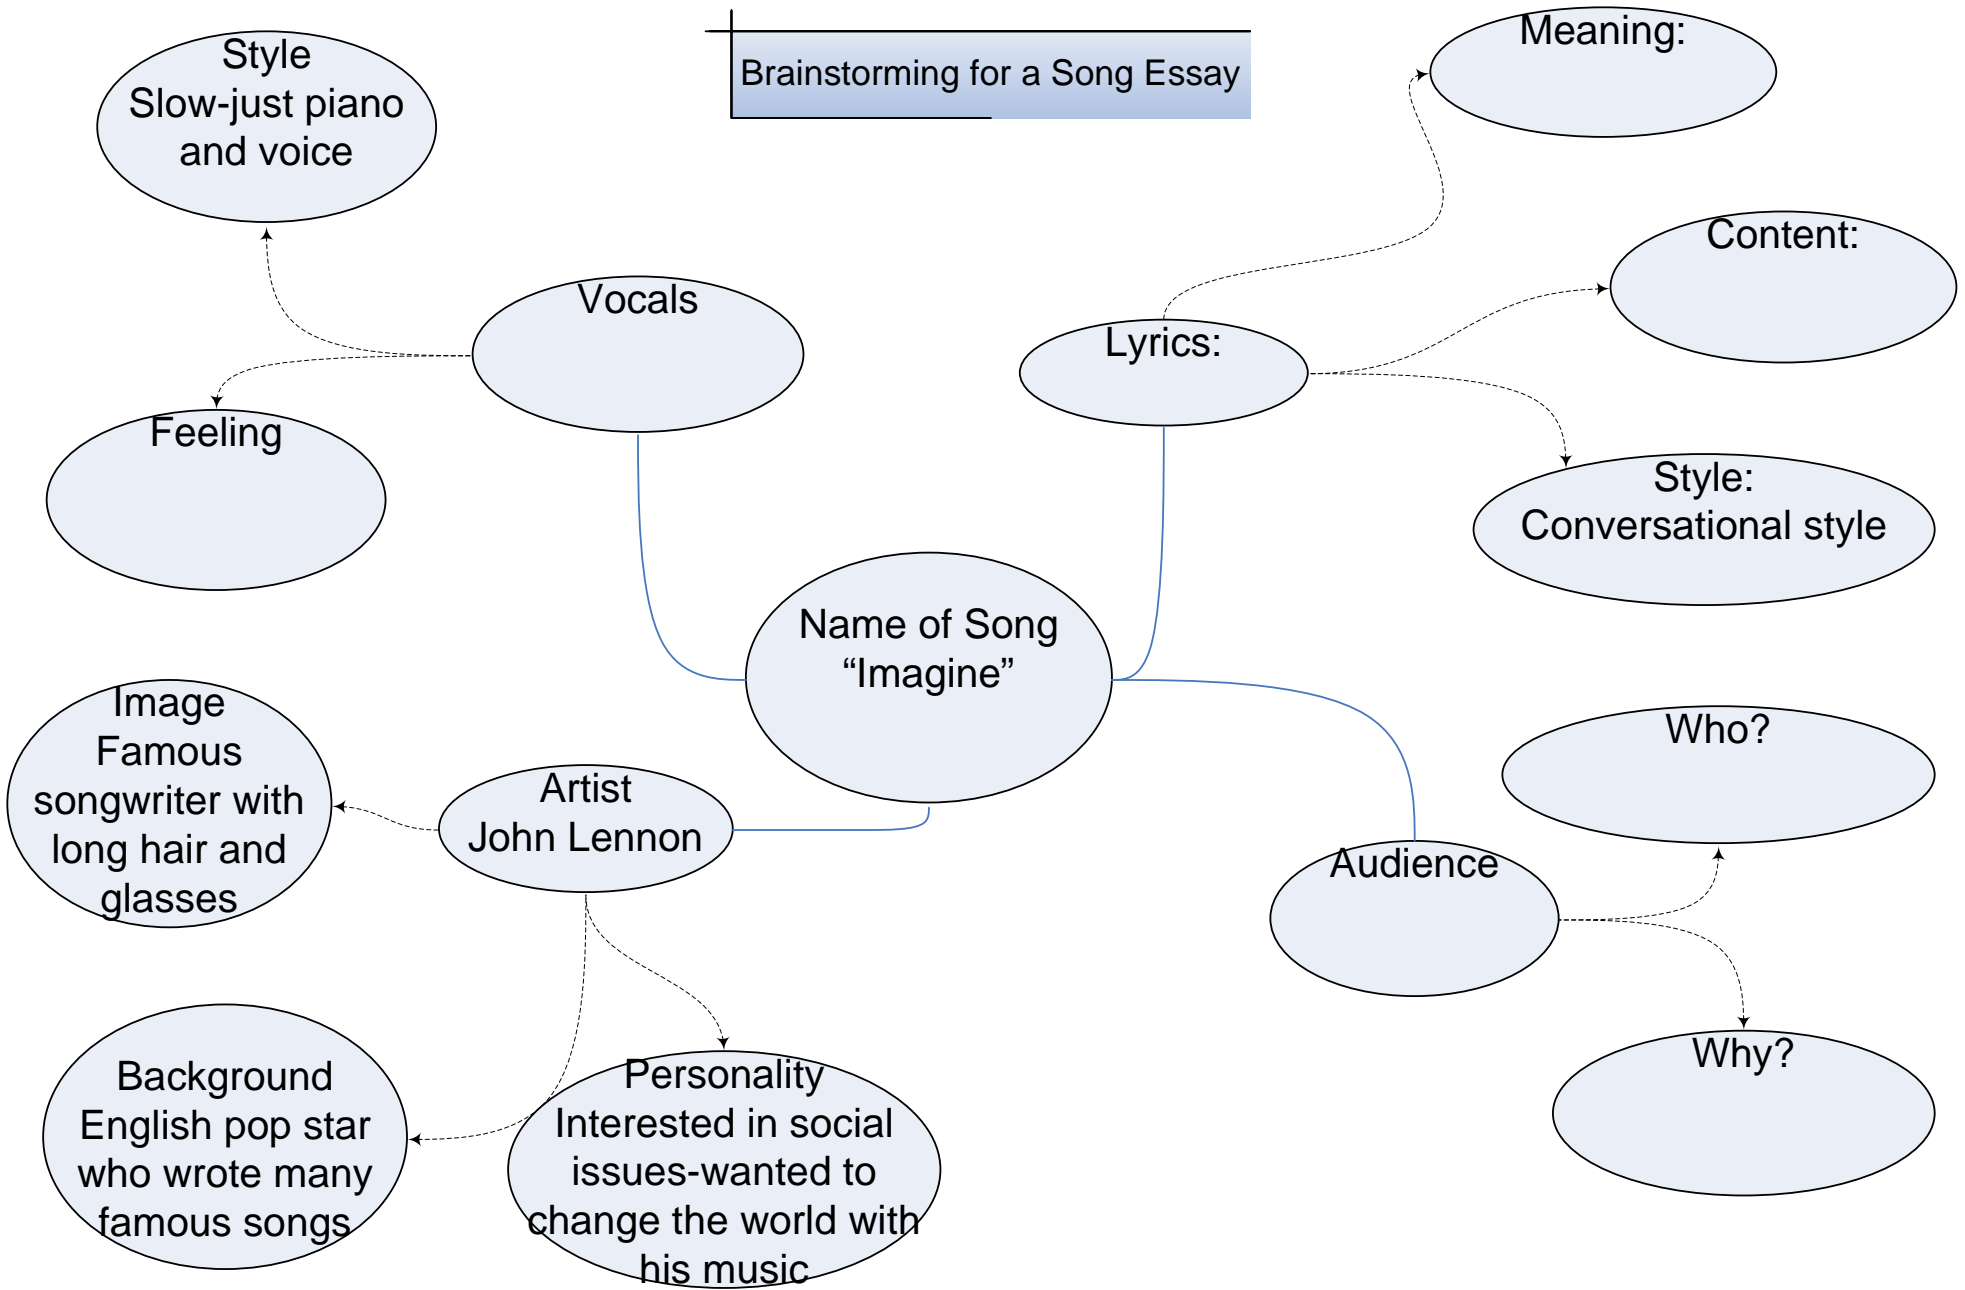 Brainstorming for a Song Essay
Style
Slow-just piano
and voice
Vocals
Feeling
Meaning:
Content:
Lyrics:
Style:
Conversational style
Name of Song
“Imagine”
Image
Famous
songwriter with
long hair and
glasses
Artist
John Lennon
Background
English pop star
who wrote many
famous songs
Personality
Interested in social
issues-wanted to
change the world with
his music
Who?
Audience
Why?